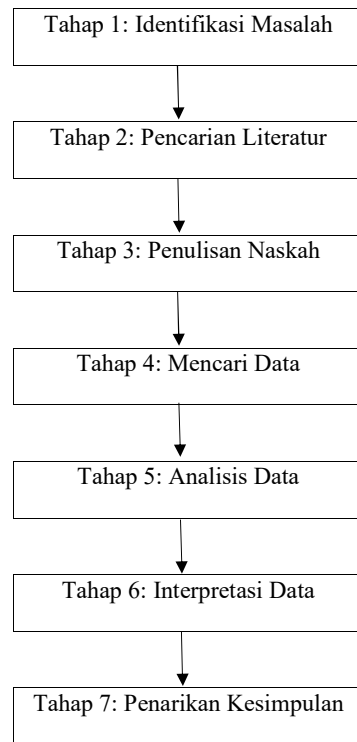 Tahap 1: Identifikasi Masalah
Tahap 2: Pencarian Literatur
Tahap 3: Penulisan Naskah
Tahap 4: Mencari Data
Tahap 5: Analisis Data
Tahap 6: Interpretasi Data
Tahap 7: Penarikan Kesimpulan